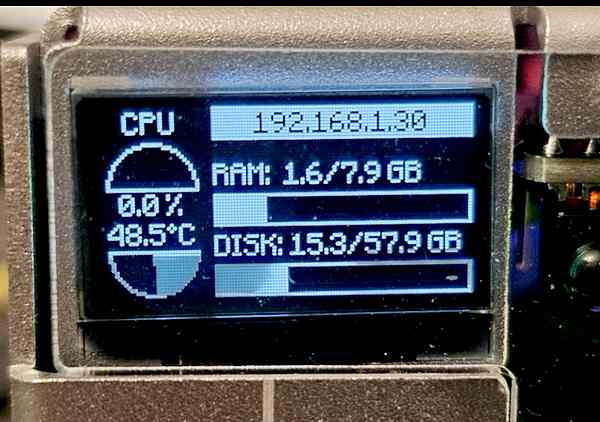 CPU
192.168.1.30
0.0%
48.5°C
RAM: 1.6/7.9 GB
DISK: 15.3/57.9 GB